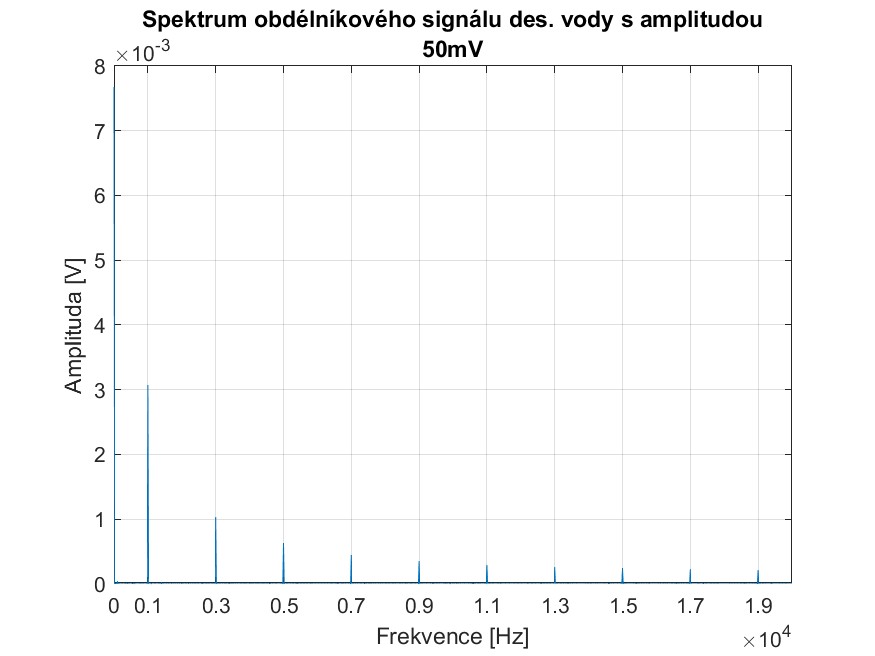 Spektrum obdélníkového signálu des. vody s amplitudou
50mV
×10-3
8
7
6
5
4
3
2
1
0
Amplituda [V]
0 0.1 0.3 0.5 0.7 0.9 1.1 1.3 1.5 1.7 1.9
Frekvence [Hz]
×104